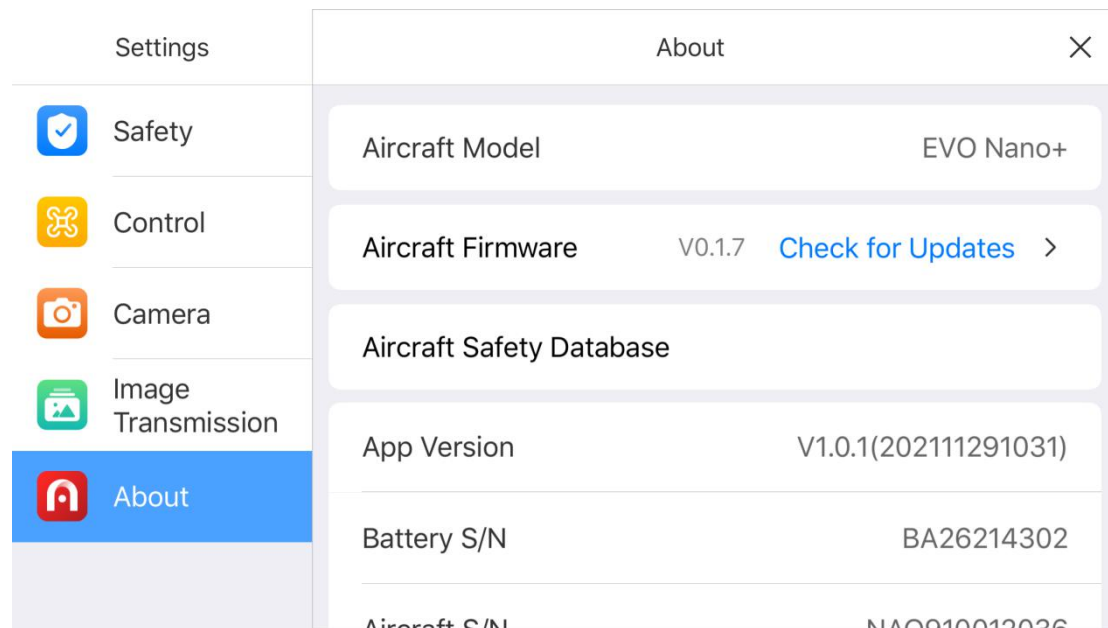 Settings
About
Safety
Control
Camera
Image
Transmission
About
Aircraft Model
EVO Nano+
Aircraft Firmware
V0.1.7
Check for Updates
Aircraft Safety Database
App Version
V1.0.1(202111291031)
Battery S/N
BA26214302
Aircraft S/N